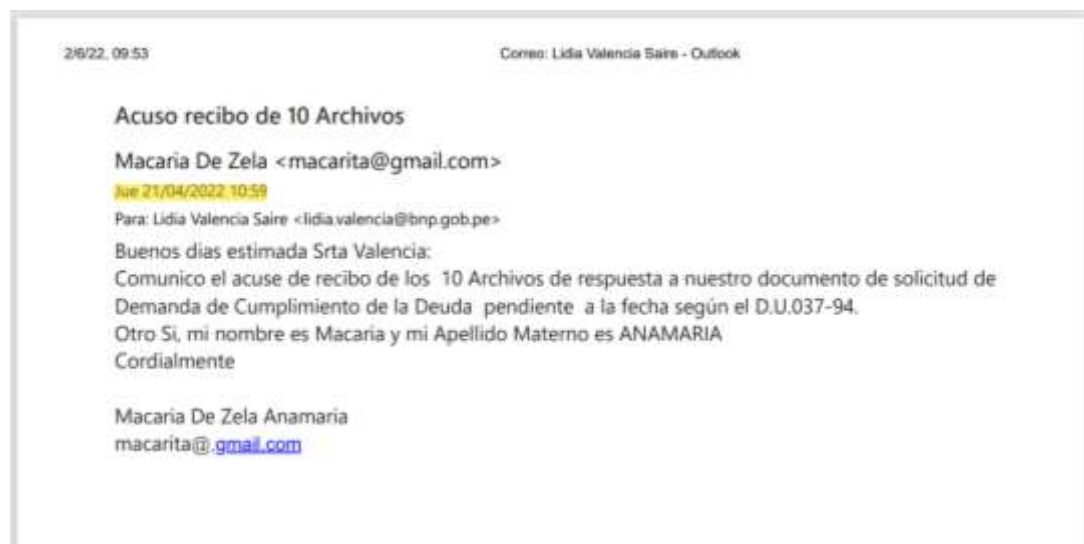 2/6/22, 09:53
Correo: Lidia Valencia Saire - Outlook
Acuso recibo de 10 Archivos
Macaria De Zela <macarita@gmail.com>
Jue 21/04/2022 10:59
Para: Lidia Valencia Saire <lidia.valencia@bnp.gob.pe>
Buenos dias estimada Srta Valencia:
Comunico el acuse de recibo de los 10 Archivos de respuesta a nuestro documento de solicitud de
Demanda de Cumplimiento de la Deuda pendiente a la fecha según el D.U.037-94.
Otro Si, mi nombre es Macaria y mi Apellido Materno es ANAMARIA
Cordialmente
Macaria De Zela Anamaria
macarita@.gmail.com